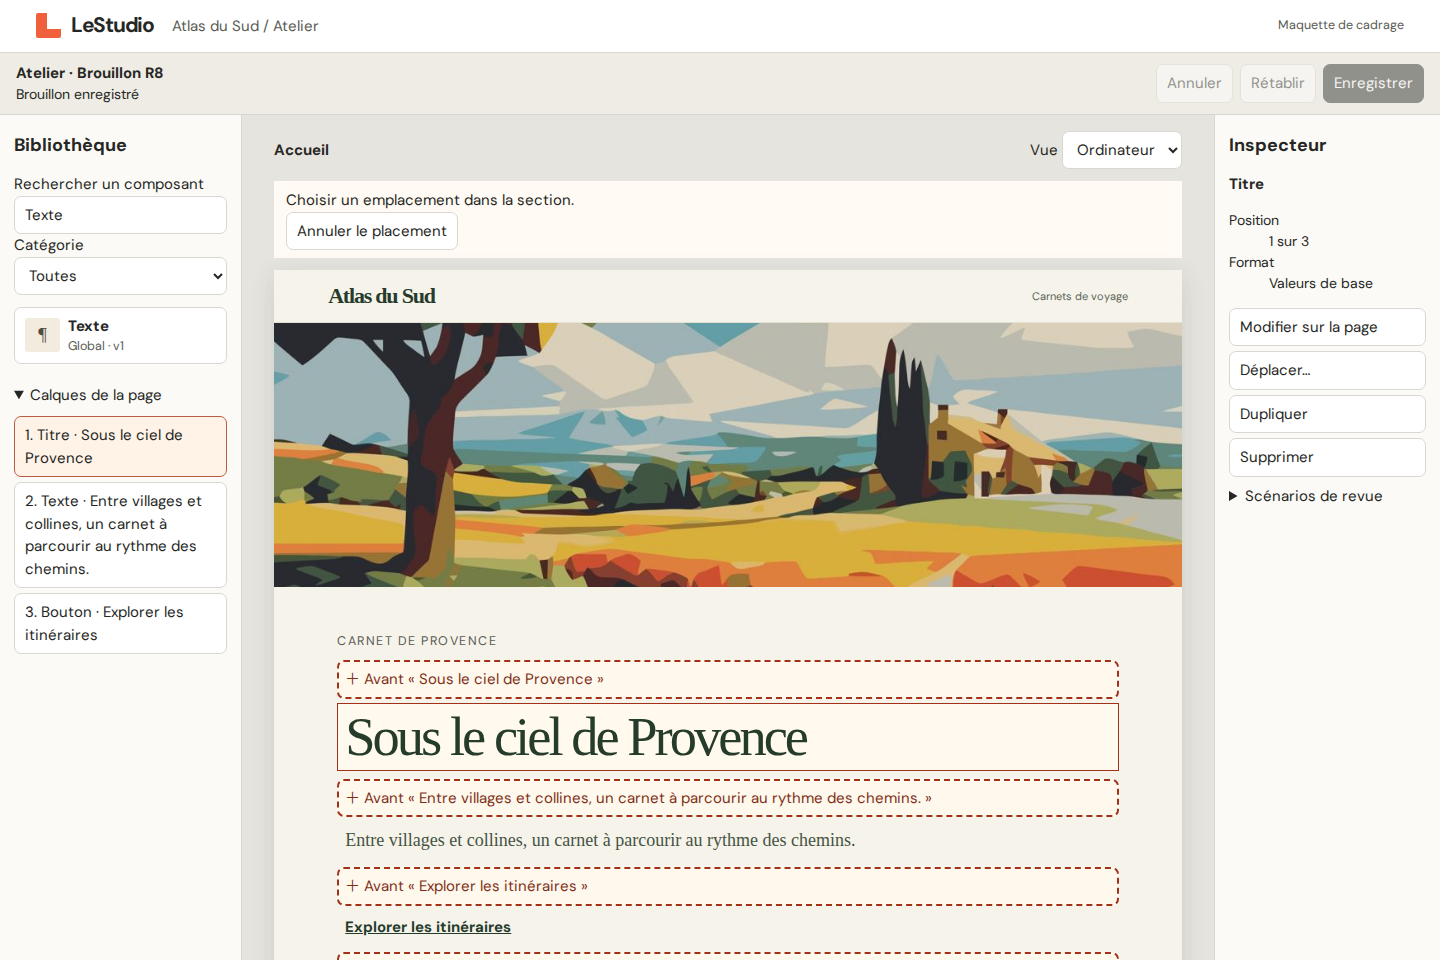 LeStudio Atlas du Sud / Atelier Maquette de cadrage
Atelier · Brouillon R8
Brouillon enregistré
Annuler Rétablir Enregistrer
Bibliothèque
Rechercher un composant
Texte
Catégorie
Toutes
¶ Texte
Global · v1
Calques de la page
1. Titre · Sous le ciel de
Provence
2. Texte · Entre villages et
collines, un carnet à
parcourir au rythme des
chemins.
3. Bouton · Explorer les
itinéraires
Accueil Vue Ordinateur
Choisir un emplacement dans la section.
Annuler le placement
Atlas du Sud Carnets de voyage
CARNET DE PROVENCE
+ Avant « Sous le ciel de Provence »
Sous le ciel de Provence
+ Avant « Entre villages et collines, un carnet à parcourir au rythme des chemins. »
Entre villages et collines, un carnet à parcourir au rythme des chemins.
+ Avant « Explorer les itinéraires »
Explorer les itinéraires
Inspecteur
Titre
Position
1 sur 3
Format
Valeurs de base
Modifier sur la page
Déplacer…
Dupliquer
Supprimer
Scénarios de revue